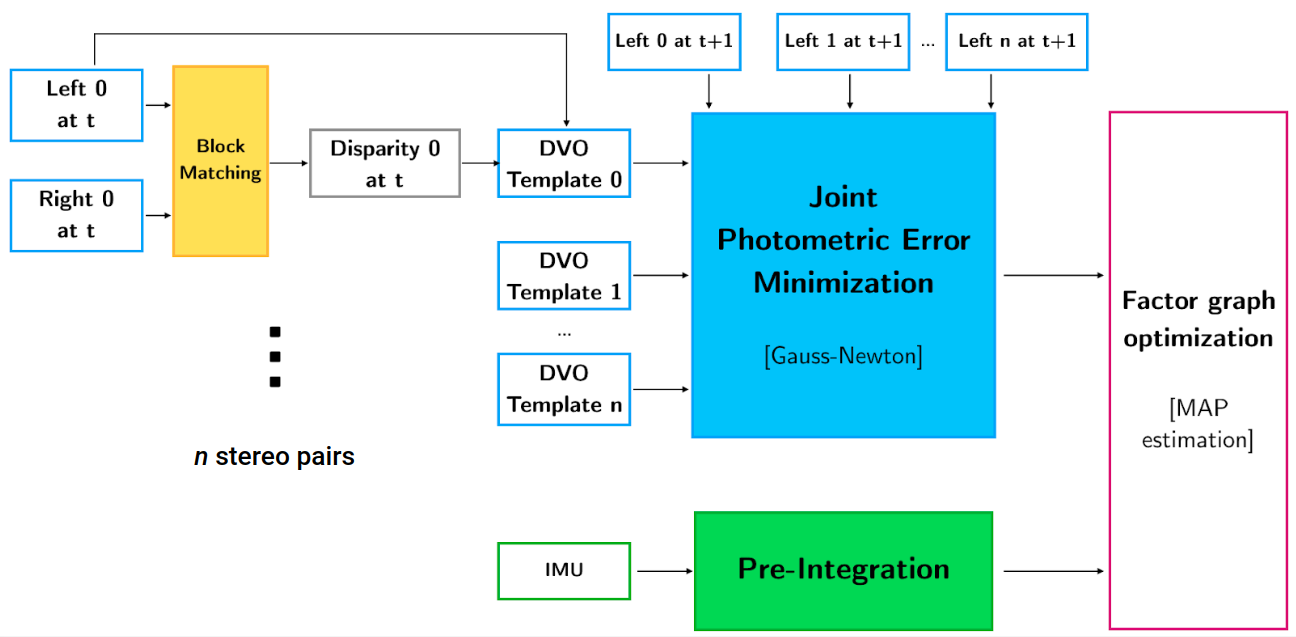 Left 0 at t+1
Left 1 at t+1
...
Left n at t+1
Left 0
at t
Right 0
at t
Block
Matching
Disparity 0
at t
DVO
Template 0
DVO
Template 1
...
DVO
Template n
Joint
Photometric Error
Minimization
[Gauss-Newton]
Factor graph
optimization
[MAP
estimation]
n stereo pairs
IMU
Pre-Integration